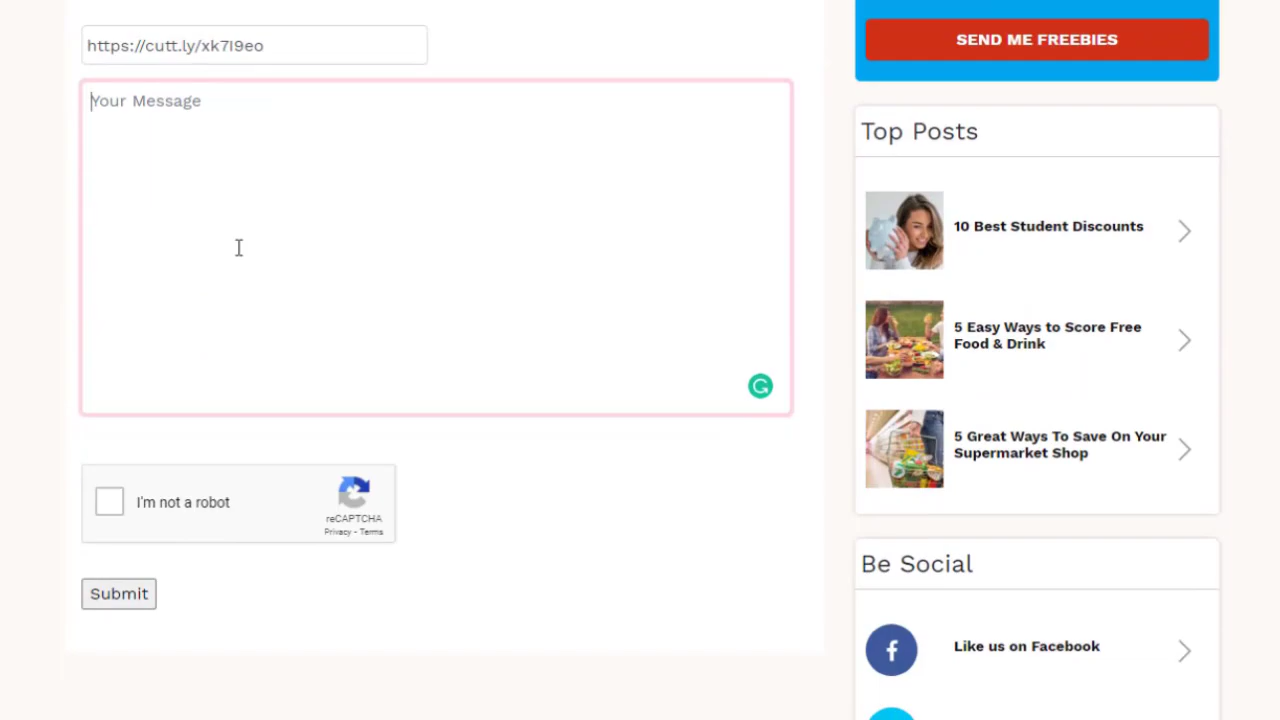 https://cutt.ly/xk7I9eo
Your Message
I'm not a robot
reCAPTCHA
Privacy - Terms
Submit
SEND ME FREEBIES
Top Posts
10 Best Student Discounts
5 Easy Ways to Score Free
Food & Drink
5 Great Ways To Save On Your
Supermarket Shop
Be Social
Like us on Facebook